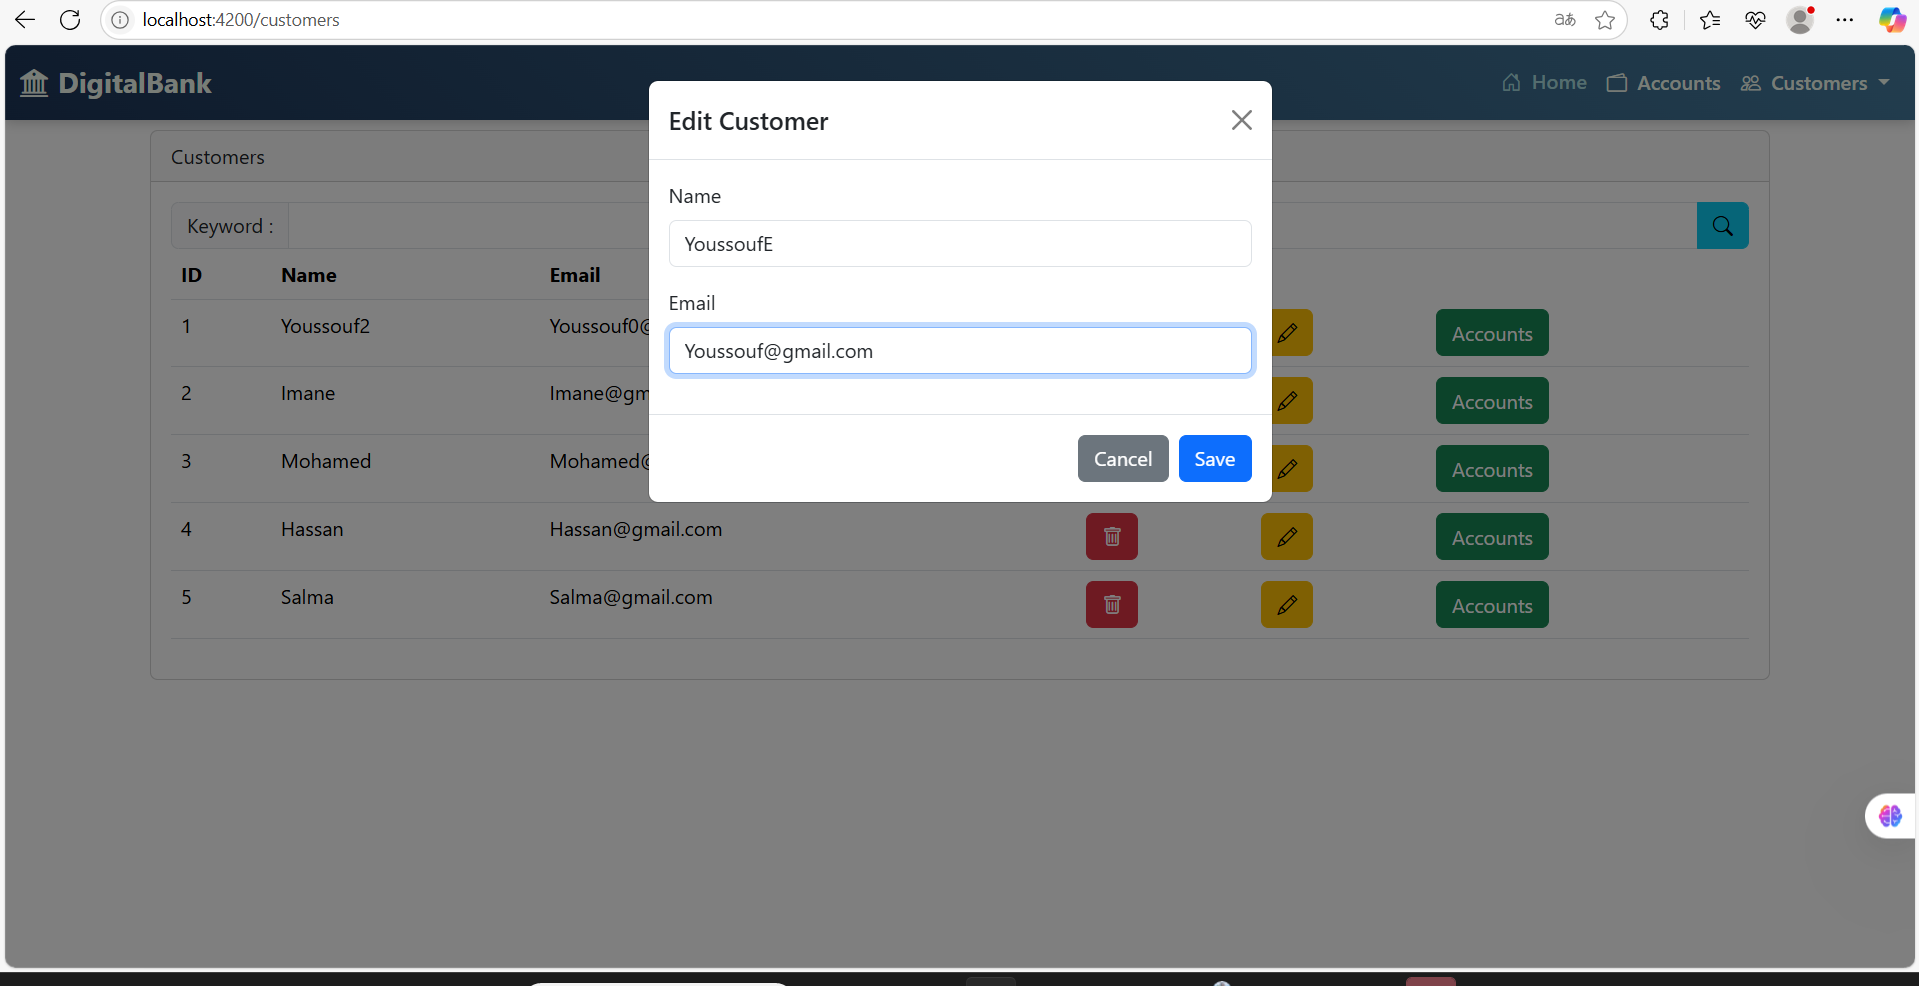 localhost:4200/customers
DigitalBank
Home Accounts Customers
Edit Customer
Customers
Name
YoussoufE
Keyword :
Email
Youssouf@gmail.com
Cancel Save
ID Name Email
1 Youssouf2 Youssouf0@ Accounts
2 Imane Imane@gm Accounts
3 Mohamed Mohamed@ Accounts
4 Hassan Hassan@gmail.com Accounts
5 Salma Salma@gmail.com Accounts